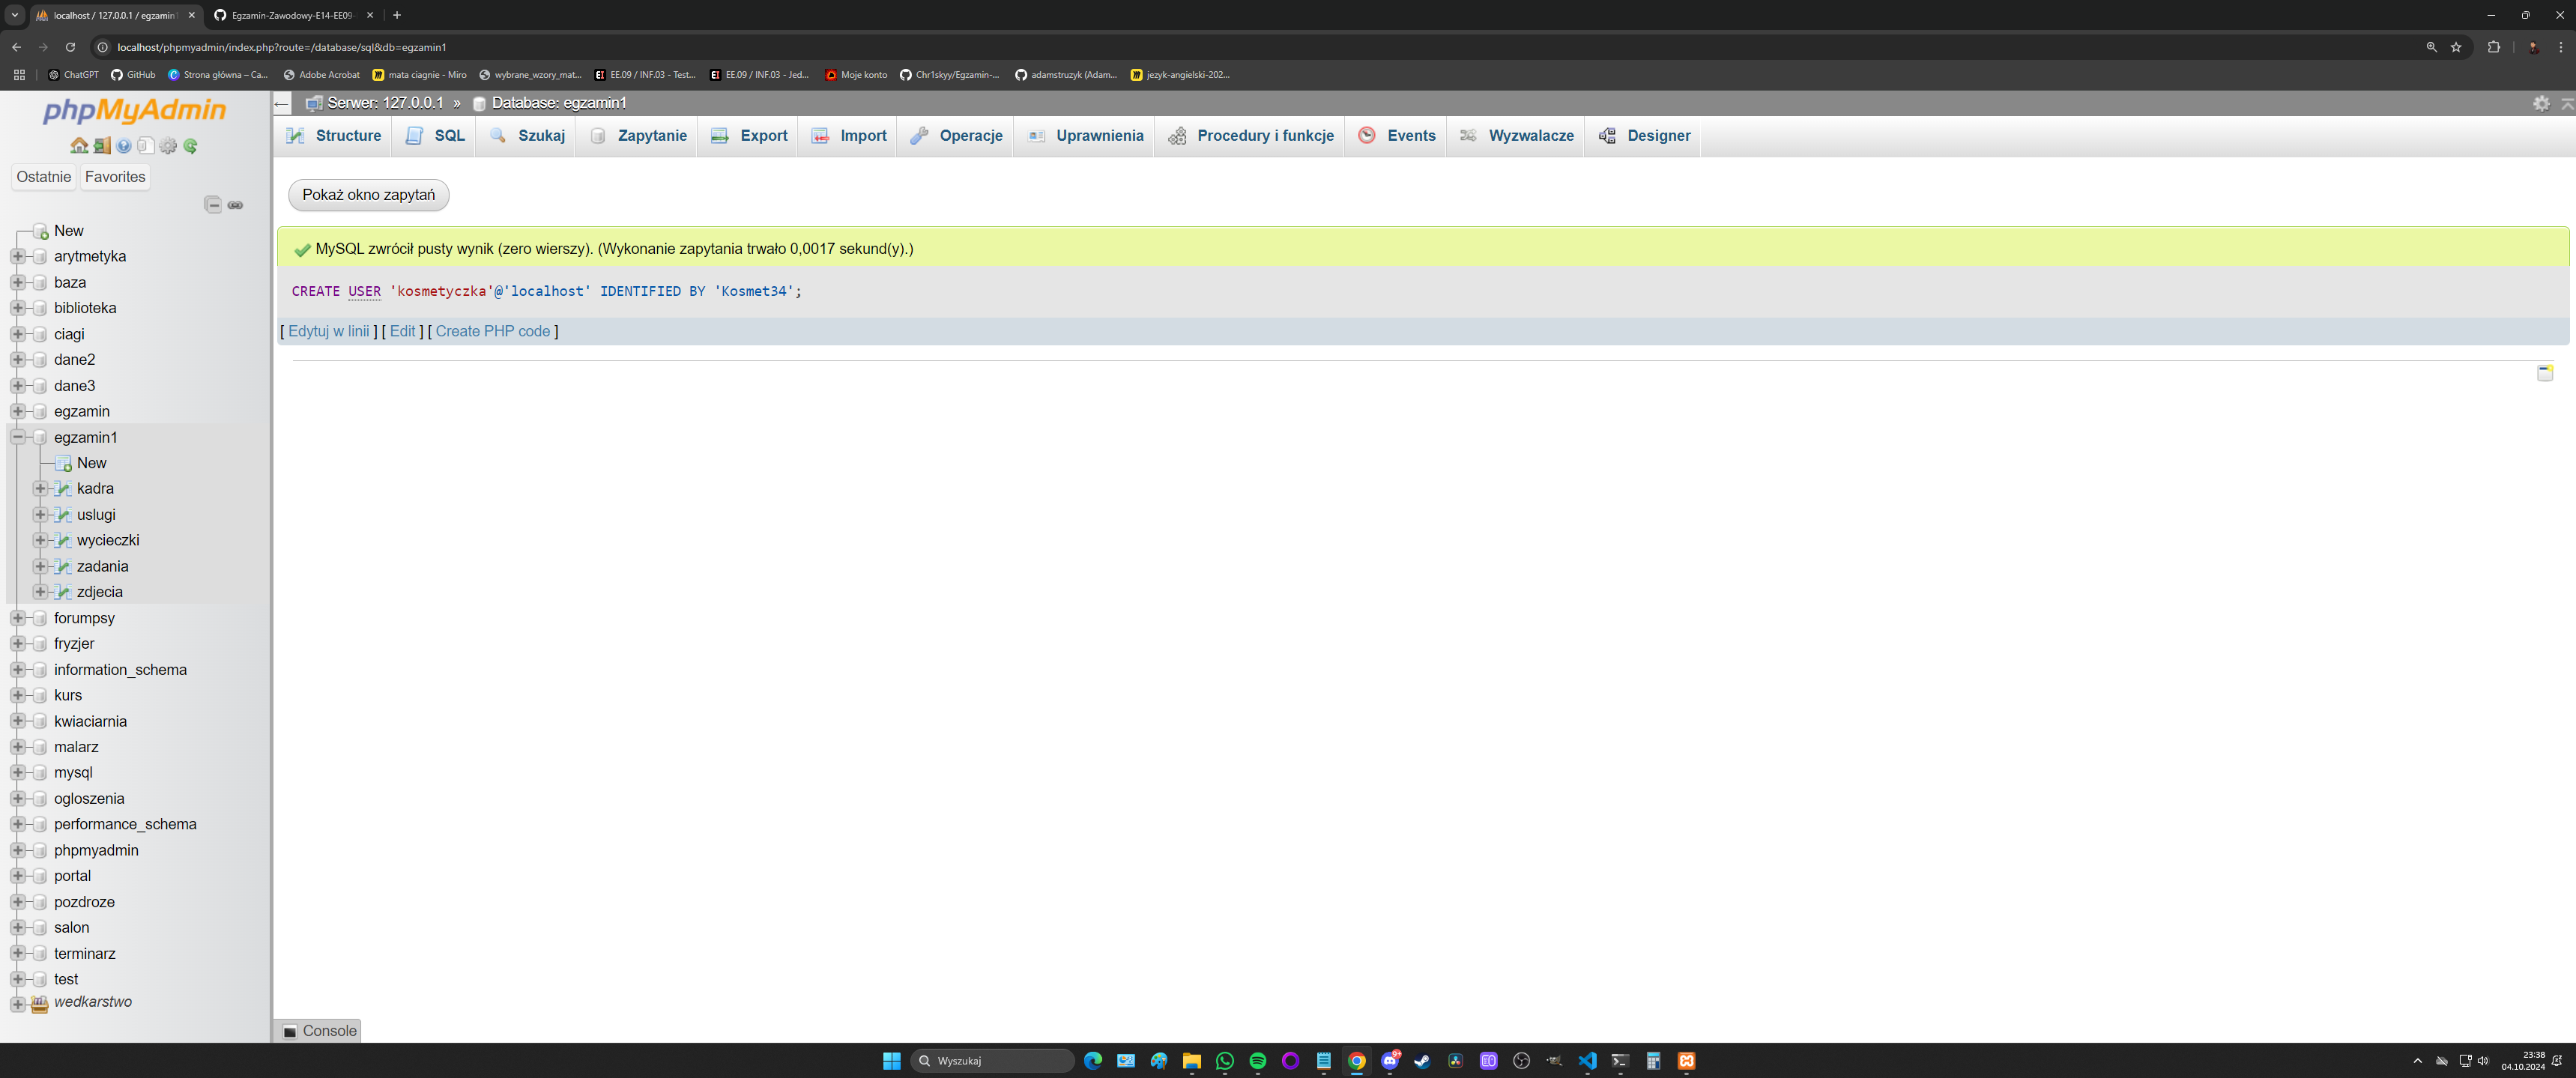 localhost / 127.0.0.1 / egzamin1
Egzamin-Zawodowy-E14-EE09-
localhost/phpmyadmin/index.php?route=/database/sql&db=egzamin1
ChatGPT
GitHub
Strona główna – Ca...
Adobe Acrobat
mata ciagnie - Miro
wybrane_wzory_mat...
EE.09 / INF.03 - Test...
EE.09 / INF.03 - Jed...
Moje konto
Chr1skyy/Egzamin-...
adamstruzyk (Adam...
jezyk-angielski-202...
phpMyAdmin
Ostatnie
Favorites
New
arytmetyka
baza
biblioteka
ciagi
dane2
dane3
egzamin
egzamin1
New
kadra
uslugi
wycieczki
zadania
zdjecia
forumpsy
fryzjer
information_schema
kurs
kwiaciarnia
malarz
mysql
ogloszenia
performance_schema
phpmyadmin
portal
pozdroze
salon
terminarz
test
wedkarstwo
Serwer: 127.0.0.1 » Database: egzamin1
Structure
SQL
Szukaj
Zapytanie
Export
Import
Operacje
Uprawnienia
Procedury i funkcje
Events
Wyzwalacze
Designer
Pokaż okno zapytań
MySQL zwrócił pusty wynik (zero wierszy). (Wykonanie zapytania trwało 0,0017 sekund(y).)
CREATE USER 'kosmetyczka'@'localhost' IDENTIFIED BY 'Kosmet34';
[ Edytuj w linii ] [ Edit ] [ Create PHP code ]
Console
Wyszukaj
9+
23:38
04.10.2024